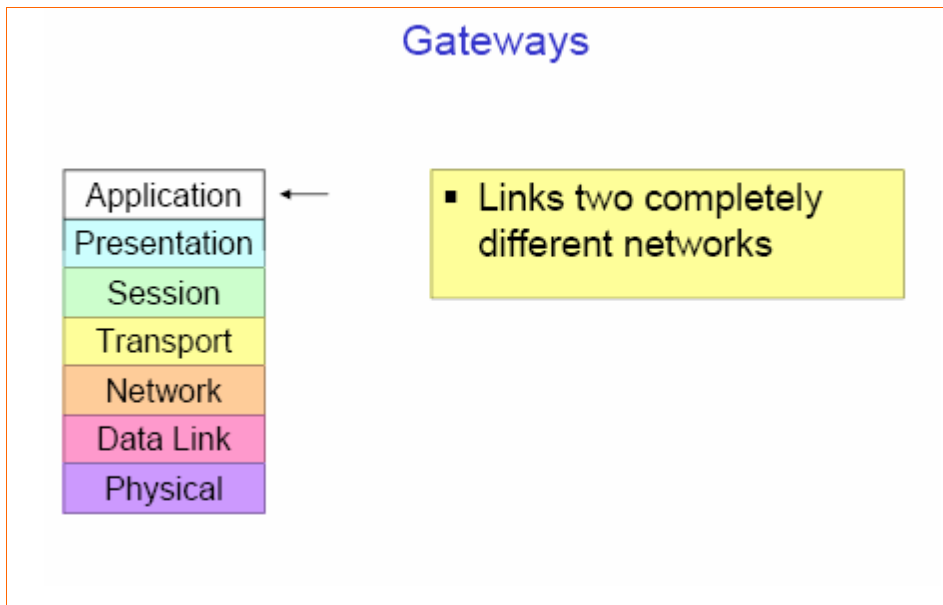 Gateways
Application
Presentation
Session
Transport
Network
Data Link
Physical
▪ Links two completely
different networks